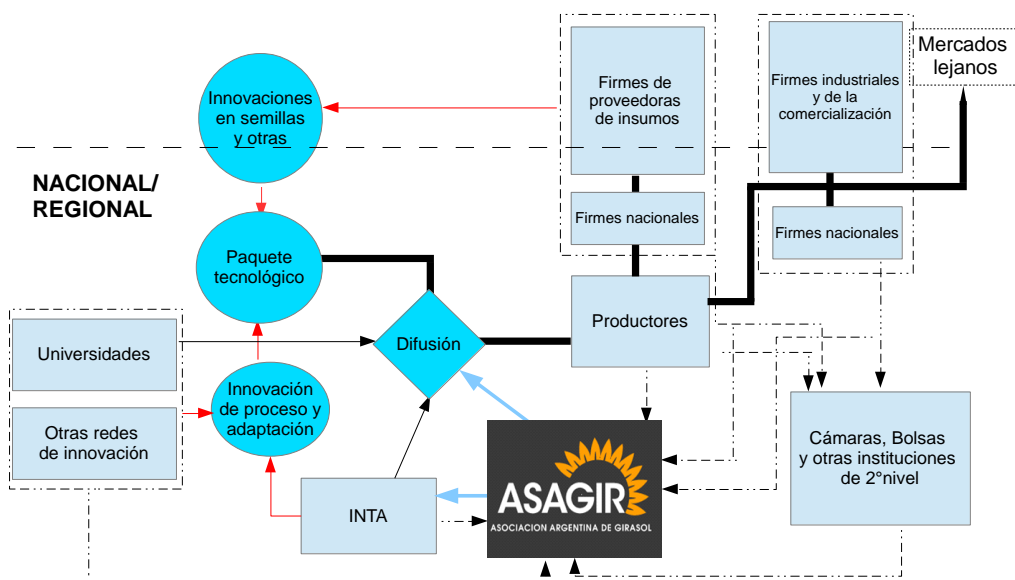 Mercados
lejanos
Innovaciones
en semillas
y otras
Firmes de
proveedoras
de insumos
Firmes industriales
y de la
comercialización
NACIONAL/
REGIONAL
Firmes nacionales
Firmes nacionales
Paquete
tecnológico
Productores
Universidades
Difusión
Innovación
de proceso y
adaptación
Otras redes
de innovación
Cámaras, Bolsas
y otras instituciones
de 2°nivel
INTA
ASAGIR
ASOCIACION ARGENTINA DE GIRASOL